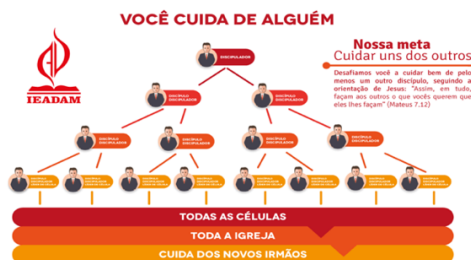 VOCÊ CUIDA DE ALGUÉM
IEADAM
Nossa meta
Cuidar uns dos outros
Desafiamos você a cuidar bem de pelo
menos um outro discípulo, seguindo a
orientação de Jesus: "Assim, em tudo,
façam aos outros o que vocês querem que
eles lhes façam" (Mateus 7.12)
DISCIPULADOR
DISCÍPULO
DISCIPULADOR
DISCÍPULO
DISCIPULADOR
DISCÍPULO
DISCIPULADOR
DISCÍPULO
DISCIPULADOR
DISCÍPULO
DISCIPULADOR
DISCÍPULO
DISCIPULADOR
TODAS AS CÉLULAS
TODA A IGREJA
CUIDA DOS NOVOS IRMÃOS